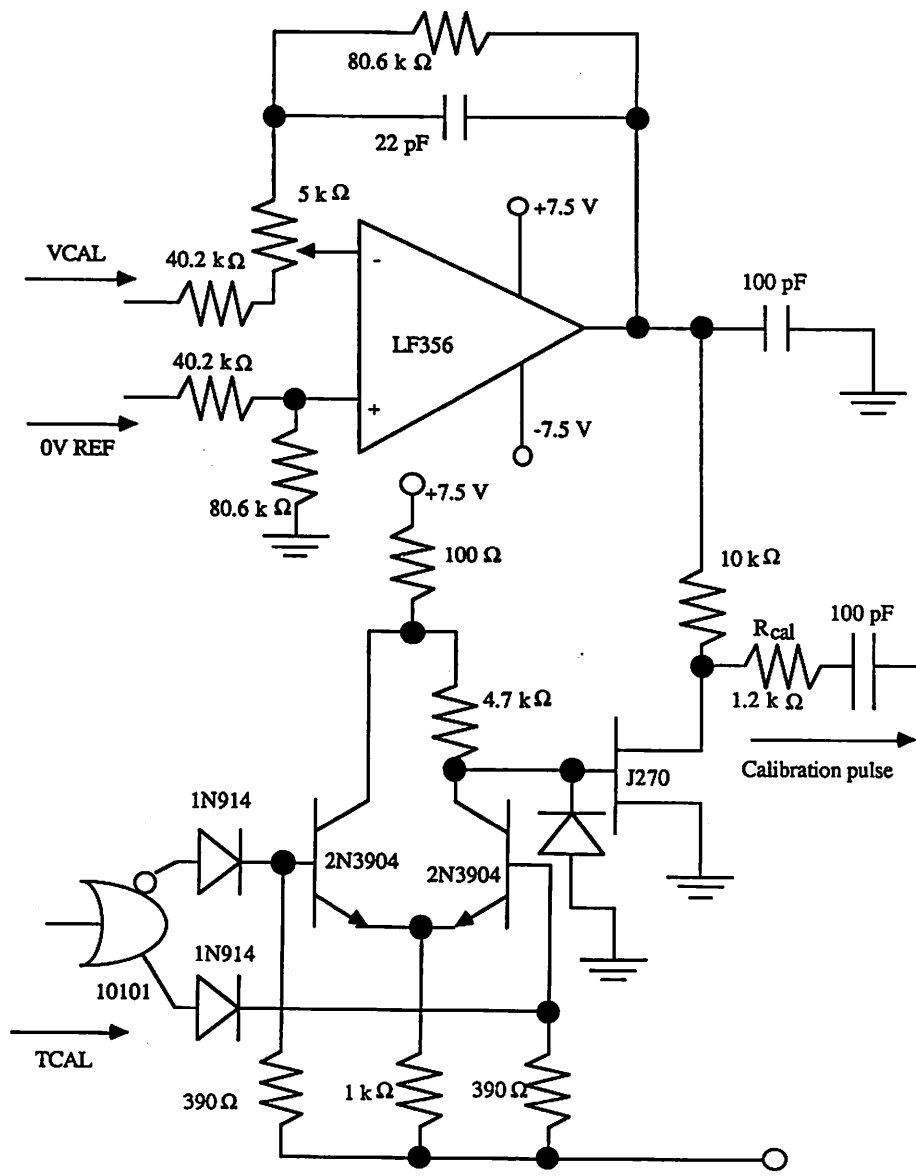 80.6 k Ω
22 pF
5 k Ω
+7.5 V
VCAL
40.2 k Ω
-
LF356
100 pF
40.2 k Ω
+
0V REF
-7.5 V
80.6 k Ω
+7.5 V
100 Ω
10 k Ω
100 pF
Rcal
1.2 k Ω
4.7 k Ω
J270
Calibration pulse
1N914
2N3904
2N3904
1N914
10101
TCAL
390 Ω
1 k Ω
390 Ω